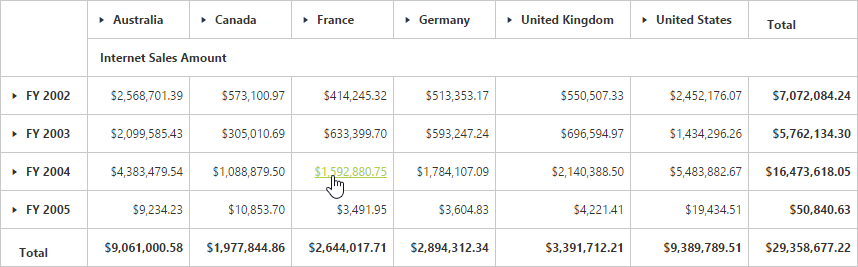 Australia Canada France Germany United Kingdom United States Total
Internet Sales Amount
FY 2002 $2,568,701.39 $573,100.97 $414,245.32 $513,353.17 $550,507.33 $2,452,176.07 $7,072,084.24
FY 2003 $2,099,585.43 $305,010.69 $633,399.70 $593,247.24 $696,594.97 $1,434,296.26 $5,762,134.30
FY 2004 $4,383,479.54 $1,088,879.50 $1,592,880.75 $1,784,107.09 $2,140,388.50 $5,483,882.67 $16,473,618.05
FY 2005 $9,234.23 $10,853.70 $3,491.95 $3,604.83 $4,221.41 $19,434.51 $50,840.63
Total $9,061,000.58 $1,977,844.86 $2,644,017.71 $2,894,312.34 $3,391,712.21 $9,389,789.51 $29,358,677.22